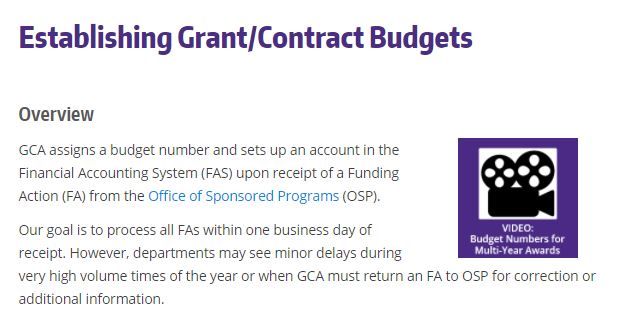 Establishing Grant/Contract Budgets
Overview
GCA assigns a budget number and sets up an account in the
Financial Accounting System (FAS) upon receipt of a Funding
Action (FA) from the Office of Sponsored Programs (OSP).
Our goal is to process all FAs within one business day of
receipt. However, departments may see minor delays during
very high volume times of the year or when GCA must return an FA to OSP for correction or
additional information.
VIDEO:
Budget Numbers for
Multi-Year Awards